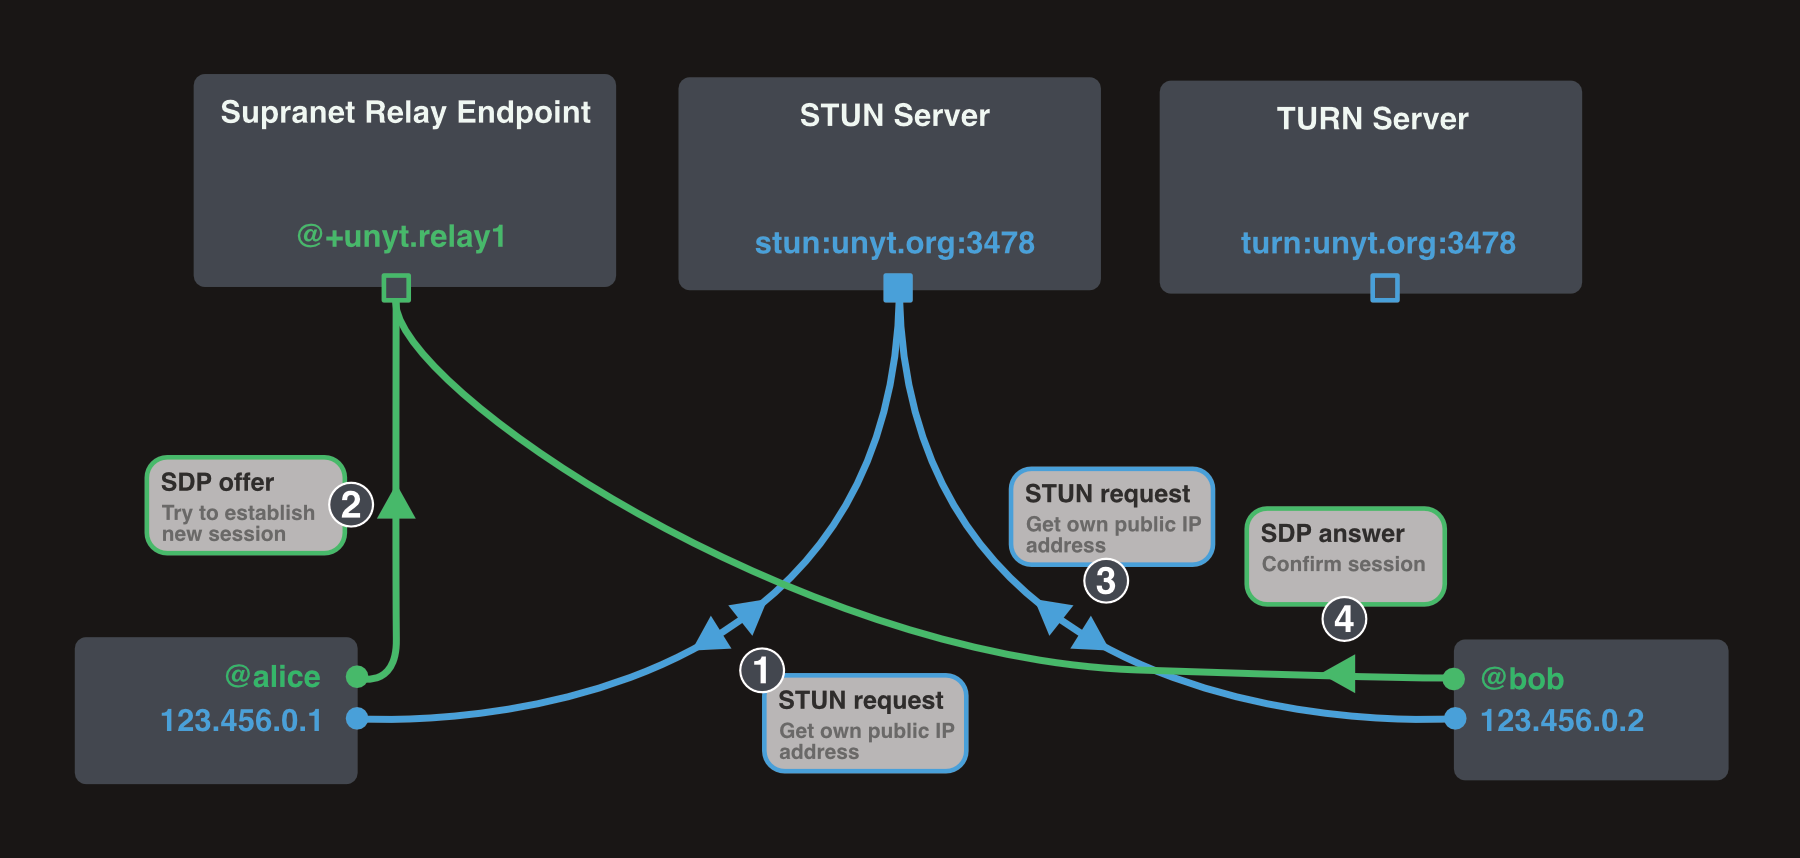 Supranet Relay Endpoint
@+unyt.relay1
STUN Server
stun:unyt.org:3478
TURN Server
turn:unyt.org:3478
SDP offer
Try to establish
new session
2
STUN request
Get own public IP
address
3
SDP answer
Confirm session
4
@alice
123.456.0.1
1
STUN request
Get own public IP
address
@bob
123.456.0.2